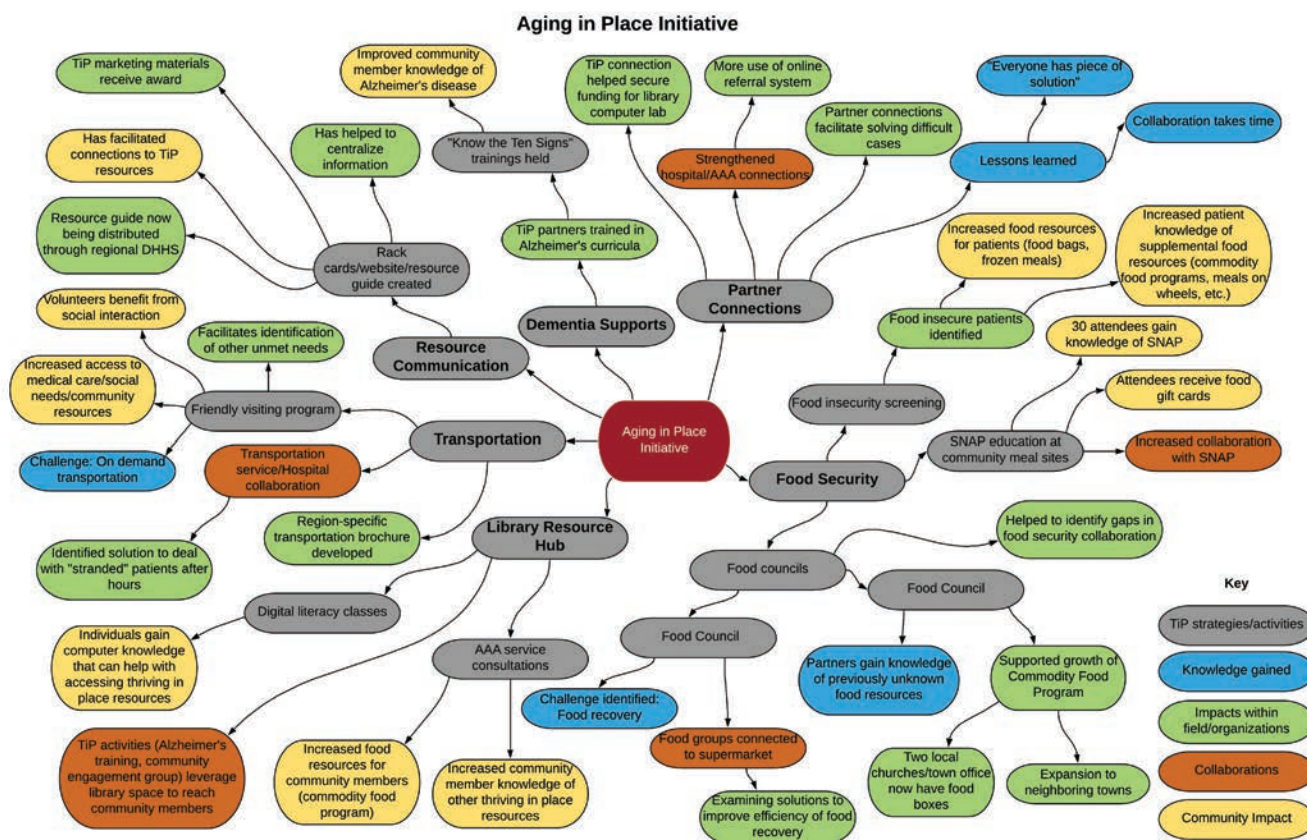 Aging in Place Initiative
TiP marketing materials
receive award
Improved community
member knowledge of
Alzheimer's disease
TiP connection
helped secure
funding for library
computer lab
More use of online
referral system
"Everyone has piece of
solution"
Partner connections
facilitate solving difficult
cases
Collaboration takes time
Has facilitated
connections to TiP
resources
Has helped to
centralize
information
"Know the Ten Signs"
trainings held
Strengthened
hospital/AAA connections
Lessons learned
Resource guide now
being distributed
through regional DHHS
Rack
cards/website/resource
guide created
TiP partners trained in
Alzheimer's curricula
Increased food resources
for patients (food bags,
frozen meals)
Increased patient
knowledge of
supplemental food
resources (commodity
food programs, meals on
wheels, etc.)
Partner
Connections
Dementia Supports
Resource
Communication
Volunteers benefit from
social interaction
Facilitates identification
of other unmet needs
Food insecure patients
identified
30 attendees gain
knowledge of SNAP
Increased access to
medical care/social
needs/community
resources
Friendly visiting program
Food insecurity screening
Attendees receive food
gift cards
Transportation
Aging in Place
Initiative
SNAP education at
community meal sites
Increased collaboration
with SNAP
Challenge: On demand
transportation
Transportation
service/Hospital
collaboration
Food Security
Region-specific
transportation brochure
developed
Library Resource
Hub
Helped to identify gaps in
food security collaboration
Identified solution to deal
with "stranded" patients after
hours
Food councils
Food Council
Digital literacy classes
Food Council
Individuals gain
computer knowledge
that can help with
accessing thriving in
place resources
AAA service
consultations
Partners gain knowledge
of previously unknown
food resources
Supported growth of
Commodity Food
Program
Challenge identified:
Food recovery
TiP activities (Alzheimer's
training, community
engagement group) leverage
library space to reach
community members
Increased food
resources for
community members
(commodity food
program)
Increased community
member knowledge of
other thriving in place
resources
Food groups connected
to supermarket
Two local
churches/town office
now have food
boxes
Expansion to
neighboring towns
Examining solutions to
improve efficiency of food
recovery
Key
TiP strategies/activities
Knowledge gained
Impacts within
field/organizations
Collaborations
Community Impact